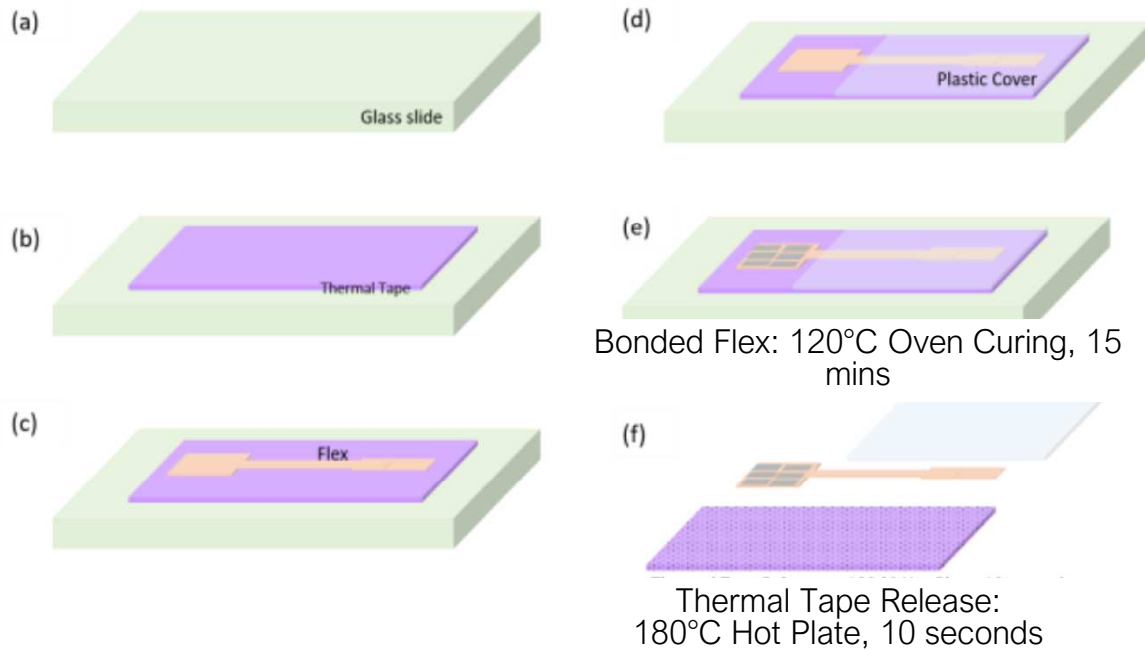 (a)
Glass slide
(b)
Thermal Tape
(c)
Flex
(d)
Plastic Cover
(e)
Bonded Flex: 120°C Oven Curing, 15
mins
(f)
Thermal Tape Release:
180°C Hot Plate, 10 seconds